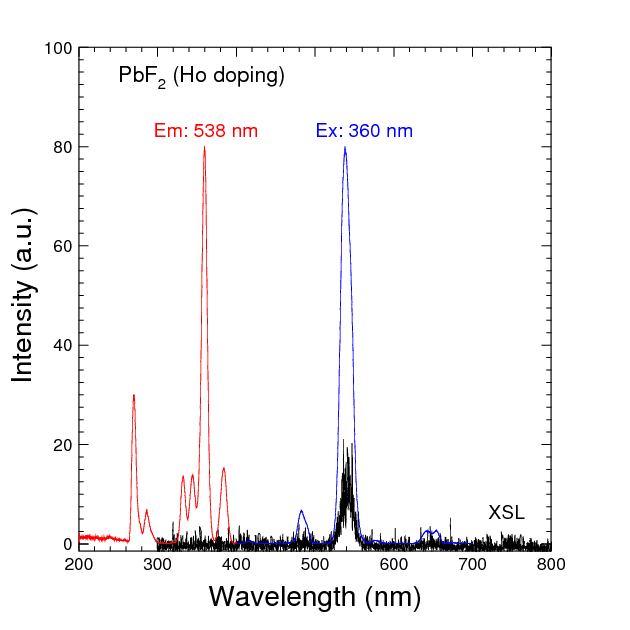 100
PbF2 (Ho doping)
Em: 538 nm Ex: 360 nm
80
60
Intensity (a.u.)
40
20
XSL
0
200 300 400 500 600 700 800
Wavelength (nm)